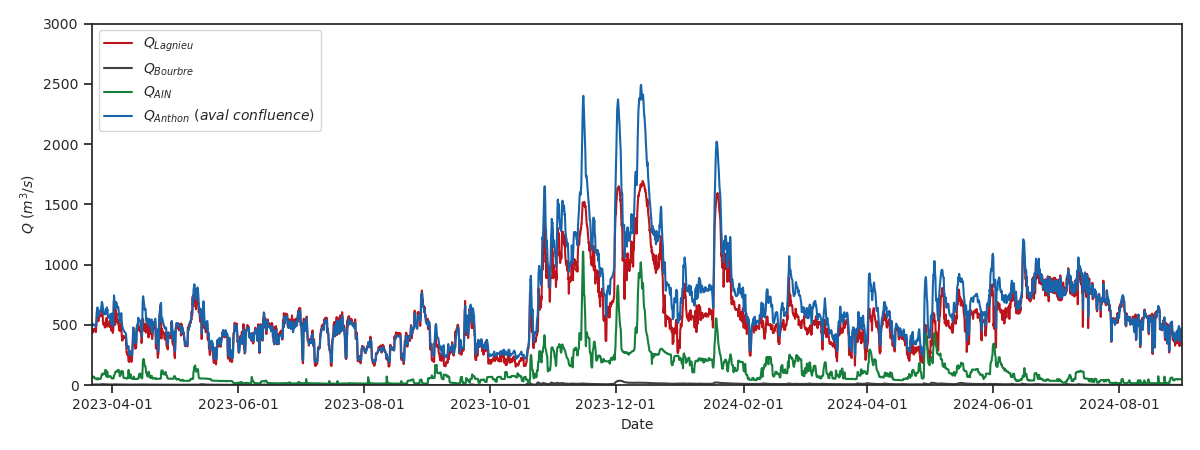 3000
2500
2000
1500
1000
500
0
Q (m³/s)
Q_Lagnieu
Q_Bourbre
Q_AIN
Q_Anthon (aval confluence)
2023-04-01 2023-06-01 2023-08-01 2023-10-01 2023-12-01 2024-02-01 2024-04-01 2024-06-01 2024-08-01
Date